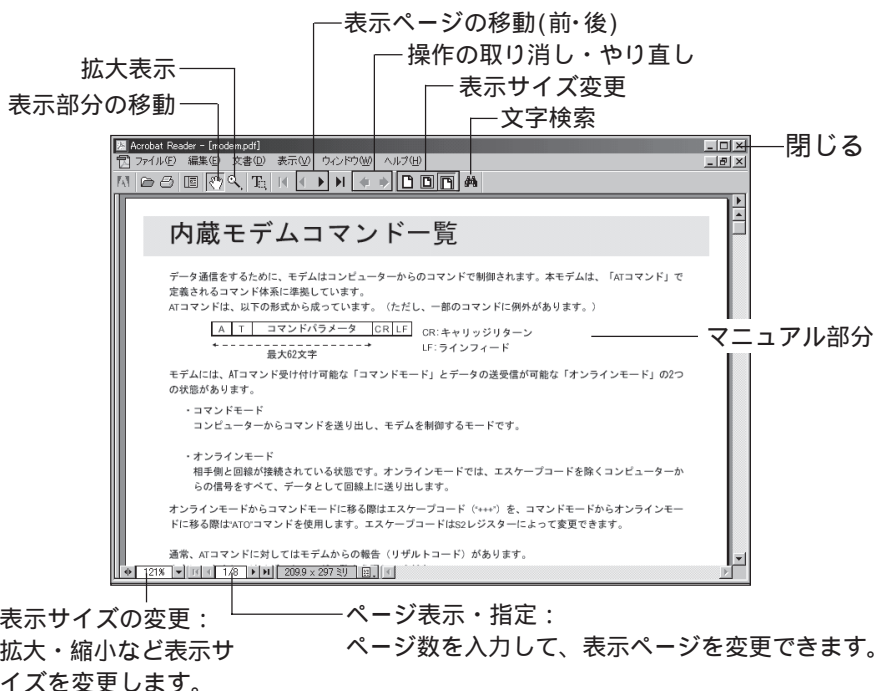 表示ページの移動(前・後)
操作の取り消し・やり直し
拡大表示
表示サイズ変更
表示部分の移動
文字検索
Acrobat Reader - [modem.pdf]
閉じる
ファイル(F) 編集(E) 文書(D) 表示(V) ウィンドウ(W) ヘルプ(H)
内蔵モデムコマンド一覧
データ通信をするために、モデムはコンピューターからのコマンドで制御されます。本モデムは、「ATコマンド」で
定義されるコマンド体系に準拠しています。
ATコマンドは、以下の形式から成っています。(ただし、一部のコマンドに例外があります。)
A T コマンドパラメータ CR LF
CR:キャリッジリターン
LF:ラインフィード
最大62文字
マニュアル部分
モデムには、ATコマンド受け付け可能な「コマンドモード」とデータの送受信が可能な「オンラインモード」の2つ
の状態があります。
・コマンドモード
コンピューターからコマンドを送り出し、モデムを制御するモードです。
・オンラインモード
相手側と回線が接続されている状態です。オンラインモードでは、エスケープコードを除くコンピューターか
らの信号をすべて、データとして回線上に送り出します。
オンラインモードからコマンドモードに移る際はエスケープコード("+++")を、コマンドモードからオンラインモー
ドに移る際は"ATO"コマンドを使用します。エスケープコードはS2レジスターによって変更できます。
通常、ATコマンドに対してはモデムからの報告(リザルトコード)があります。
121% 1/8 209.9 x 297 ミリ
表示サイズの変更:
拡大・縮小など表示サ
イズを変更します。
ページ表示・指定:
ページ数を入力して、表示ページを変更できます。